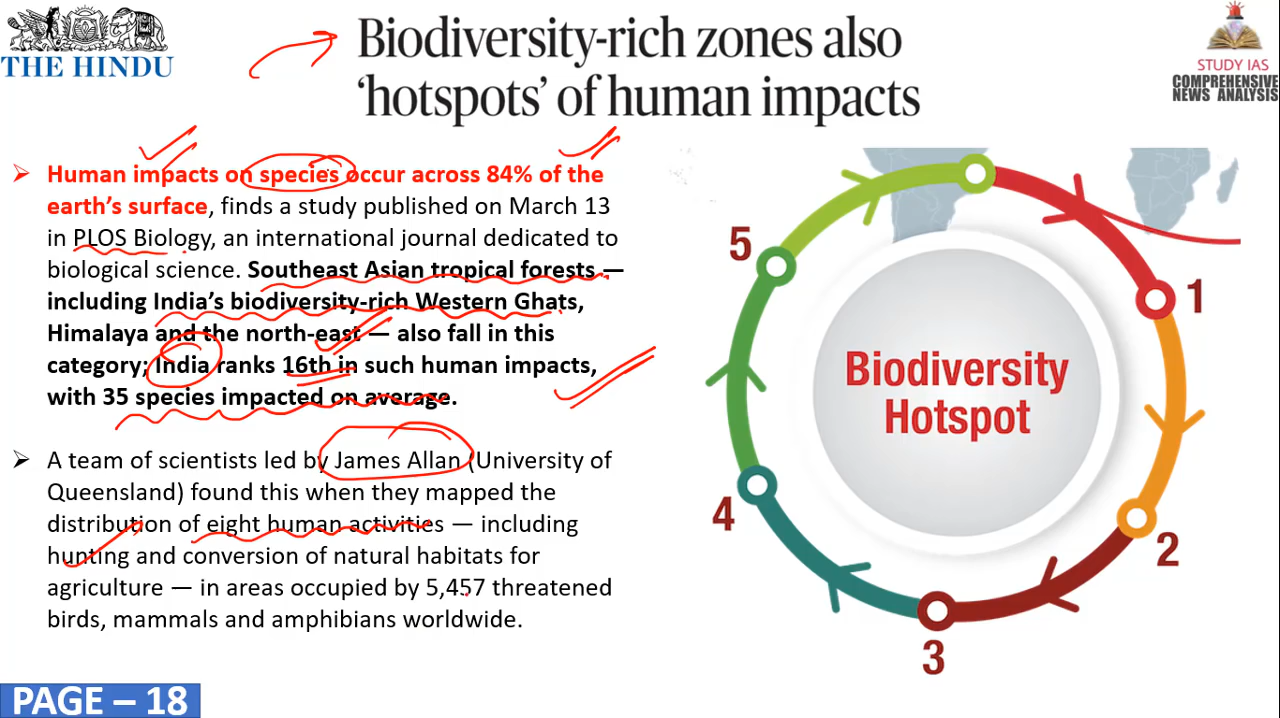 THE HINDU
Biodiversity-rich zones also
‘hotspots’ of human impacts
STUDY IAS
COMPREHENSIVE
NEWS ANALYSIS
Human impacts on species occur across 84% of the
earth’s surface, finds a study published on March 13
in PLOS Biology, an international journal dedicated to
biological science. Southeast Asian tropical forests —
including India’s biodiversity-rich Western Ghats,
Himalaya and the north-east — also fall in this
category; India ranks 16th in such human impacts,
with 35 species impacted on average.
A team of scientists led by James Allan (University of
Queensland) found this when they mapped the
distribution of eight human activities — including
hunting and conversion of natural habitats for
agriculture — in areas occupied by 5,457 threatened
birds, mammals and amphibians worldwide.
Biodiversity
Hotspot
1
2
3
4
5
PAGE – 18